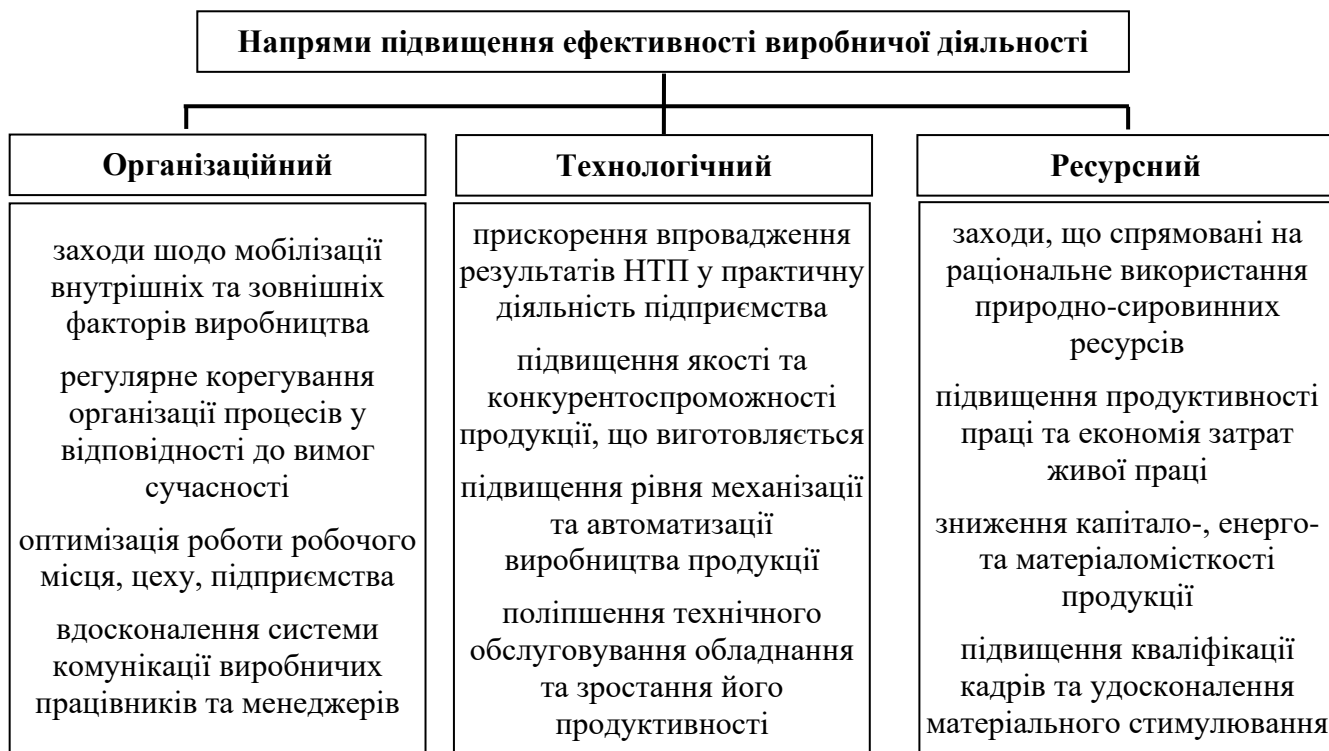 Напрями підвищення ефективності виробничої діяльності
Організаційний
заходи шодо мобілізації
внутрішніх та зовнішніх
факторів виробництва
регулярне корегування
організації процесів у
відповідності до вимог
сучасності
оптимізація роботи робочого
місця, цеху, підприємства
вдосконалення системи
комунікації виробничих
працівників та менеджерів
Технологічний
прискорення впровадження
результатів НТП у практичну
діяльність підприємства
підвищення якості та
конкурентоспроможності
продукції, що виготовляється
підвищення рівня механізації
та автоматизації
виробництва продукції
поліпшення технічного
обслуговування обладнання
та зростання його
продуктивності
Ресурсний
заходи, що спрямовані на
раціональне використання
природно-сировинних
ресурсів
підвищення продуктивності
праці та економія затрат
живої праці
зниження капітало-, енерго-
та матеріаломісткості
продукції
підвищення кваліфікації
кадрів та удосконалення
матеріального стимулювання